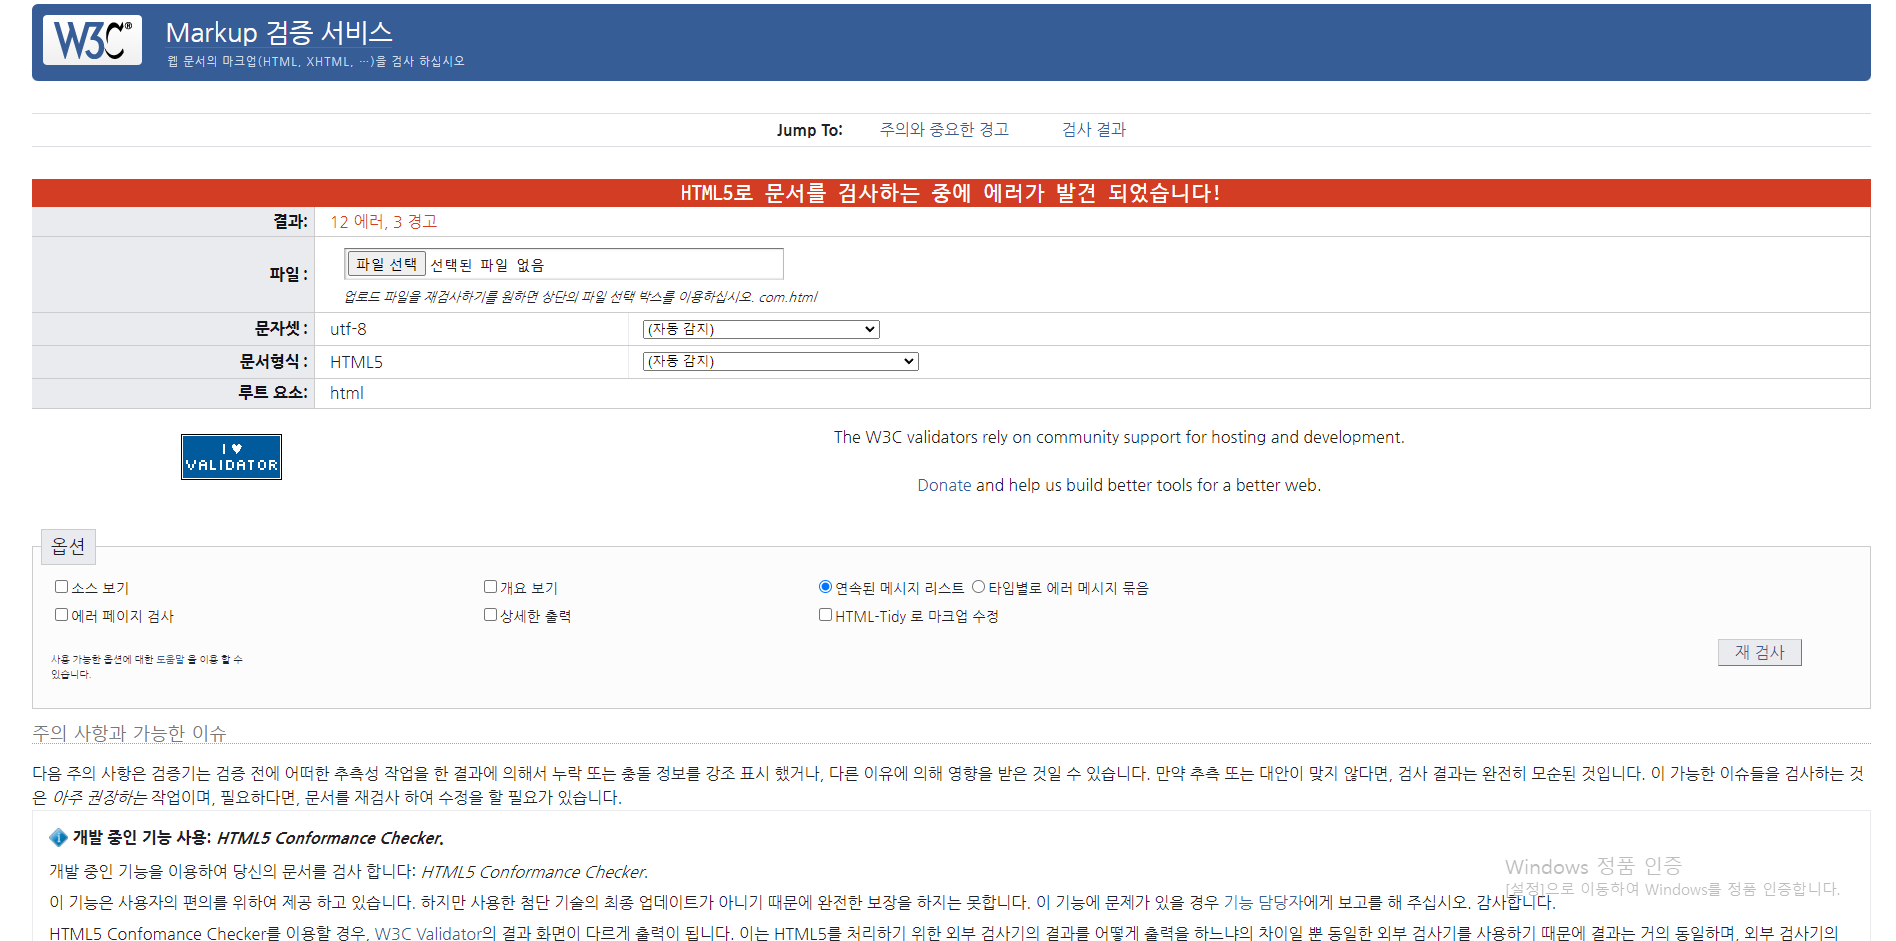 W3C®
Markup 검증 서비스
웹 문서의 마크업(HTML, XHTML, …)을 검사 하십시오
Jump To: 주의와 중요한 경고 검사 결과
HTML5로 문서를 검사하는 중에 에러가 발견 되었습니다!
결과: 12 에러, 3 경고
파일 : 파일 선택 선택된 파일 없음
업로드 파일을 재검사하기를 원하면 상단의 파일 선택 박스를 이용하십시오. com.html
문자셋 : utf-8 (자동 감지)
문서형식 : HTML5 (자동 감지)
루트 요소: html
I ♥
VALIDATOR
The W3C validators rely on community support for hosting and development.
Donate and help us build better tools for a better web.
옵션
소스 보기 개요 보기 연속된 메시지 리스트 타입별로 에러 메시지 묶음
에러 페이지 검사 상세한 출력 HTML-Tidy 로 마크업 수정
사용 가능한 옵션에 대한 도움말 을 이용 할 수
있습니다.
재 검사
주의 사항과 가능한 이슈
다음 주의 사항은 검증기는 검증 전에 어떠한 추측성 작업을 한 결과에 의해서 누락 또는 충돌 정보를 강조 표시 했거나, 다른 이유에 의해 영향을 받은 것일 수 있습니다. 만약 추측 또는 대안이 맞지 않다면, 검사 결과는 완전히 모순된 것입니다. 이 가능한 이슈들을 검사하는 것
은 아주 권장하는 작업이며, 필요하다면, 문서를 재검사 하여 수정을 할 필요가 있습니다.
개발 중인 기능 사용: HTML5 Conformance Checker.
개발 중인 기능을 이용하여 당신의 문서를 검사 합니다: HTML5 Conformance Checker.
Windows 정품 인증
[설정]으로 이동하여 Windows를 정품 인증합니다.
이 기능은 사용자의 편의를 위하여 제공 하고 있습니다. 하지만 사용한 첨단 기술의 최종 업데이트가 아니기 때문에 완전한 보장을 하지는 못합니다. 이 기능에 문제가 있을 경우 기능 담당자에게 보고를 해 주십시오. 감사합니다.
HTML5 Confomance Checker를 이용할 경우, W3C Validator의 결과 화면이 다르게 출력이 됩니다. 이는 HTML5를 처리하기 위한 외부 검사기의 결과를 어떻게 출력을 하느냐의 차이일 뿐 동일한 외부 검사기를 사용하기 때문에 결과는 거의 동일하며, 외부 검사기의